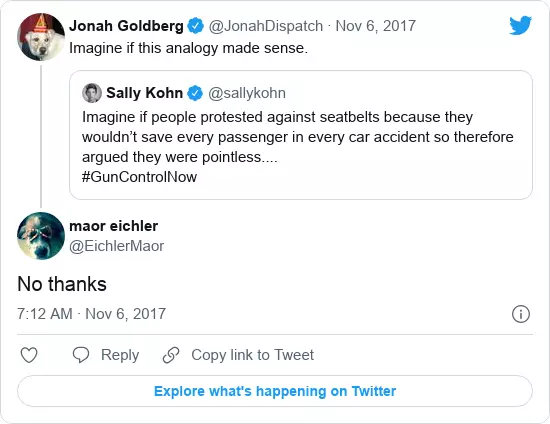 Jonah Goldberg @JonahDispatch · Nov 6, 2017
Imagine if this analogy made sense.
Sally Kohn @sallykohn
Imagine if people protested against seatbelts because they
wouldn’t save every passenger in every car accident so therefore
argued they were pointless....
#GunControlNow
maor eichler
@EichlerMaor
No thanks
7:12 AM · Nov 6, 2017
Reply
Copy link to Tweet
Explore what's happening on Twitter